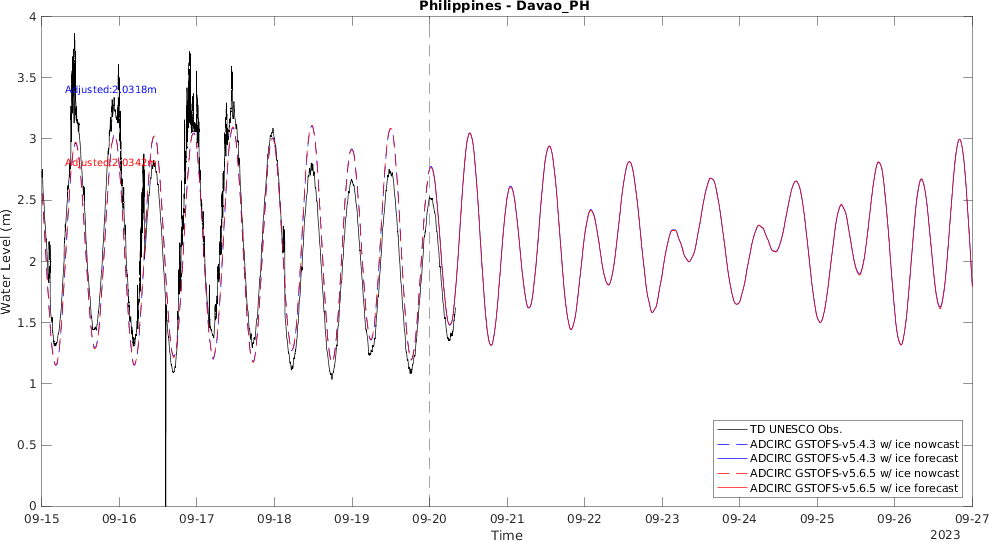 Philippines - Davao_PH
4
3.5
3
2.5
2
1.5
1
0.5
0
Water Level (m)
Adjusted:2.0318m
Adjusted:2.0342m
TD UNESCO Obs.
ADCIRC GSTOFS-v5.4.3 w/ ice nowcast
ADCIRC GSTOFS-v5.4.3 w/ ice forecast
ADCIRC GSTOFS-v5.6.5 w/ ice nowcast
ADCIRC GSTOFS-v5.6.5 w/ ice forecast
09-15 09-16 09-17 09-18 09-19 09-20 09-21 09-22 09-23 09-24 09-25 09-26 09-27
Time
2023